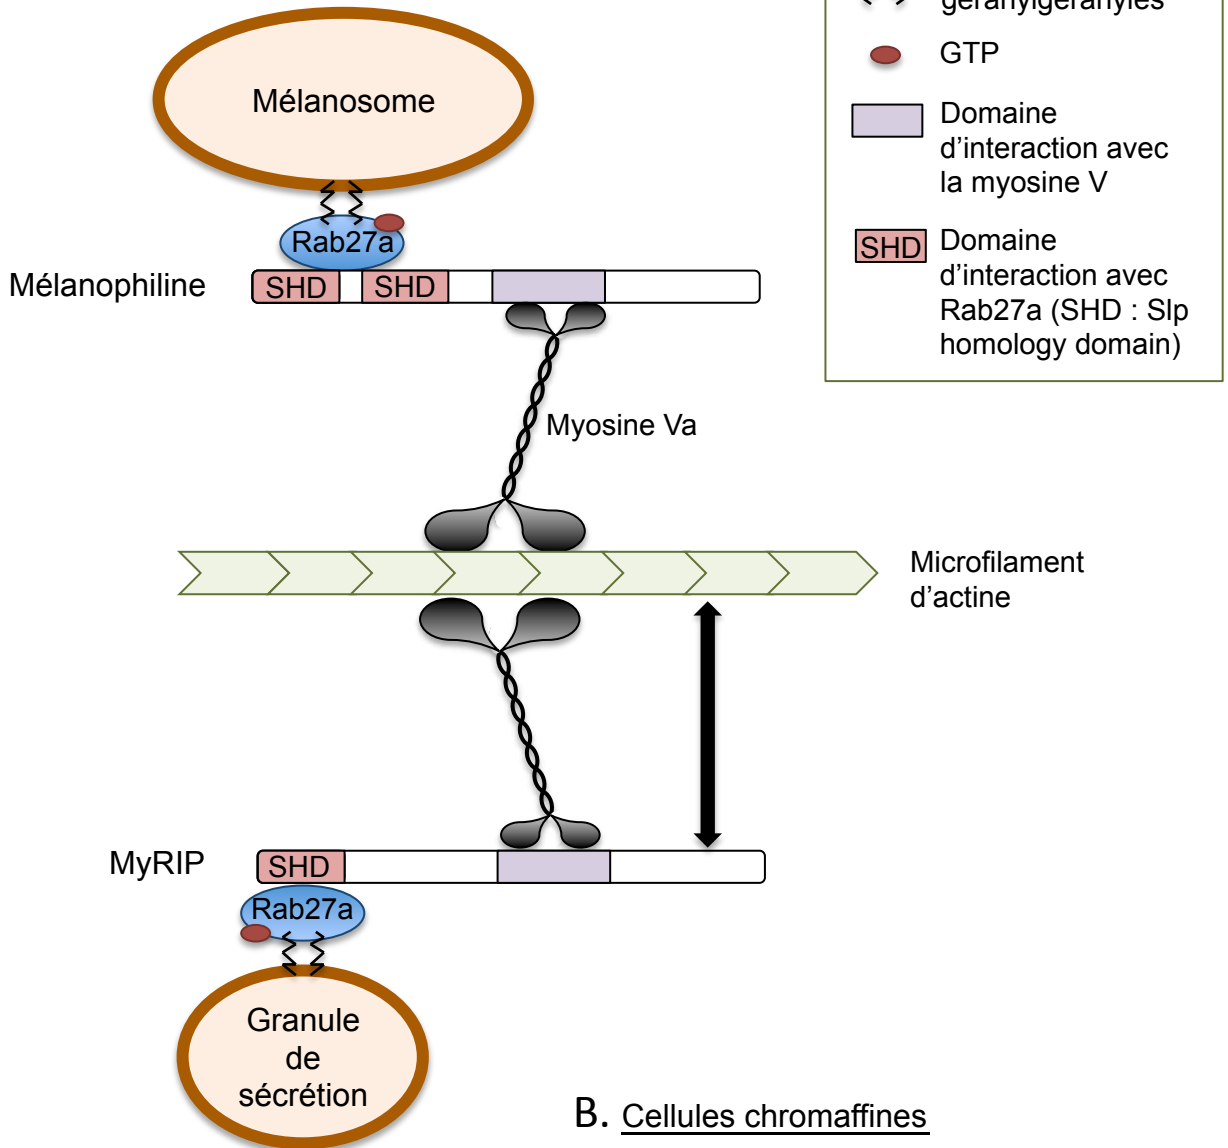 géranylgéranyles
GTP
Domaine
d'interaction avec
la myosine V
SHD
Domaine
d'interaction avec
Rab27a (SHD : Slp
homology domain)
Mélanosome
Rab27a
Mélanophiline
SHD
SHD
Myosine Va
Microfilament
d'actine
MyRIP
SHD
Rab27a
Granule
de
sécrétion
B. Cellules chromaffines